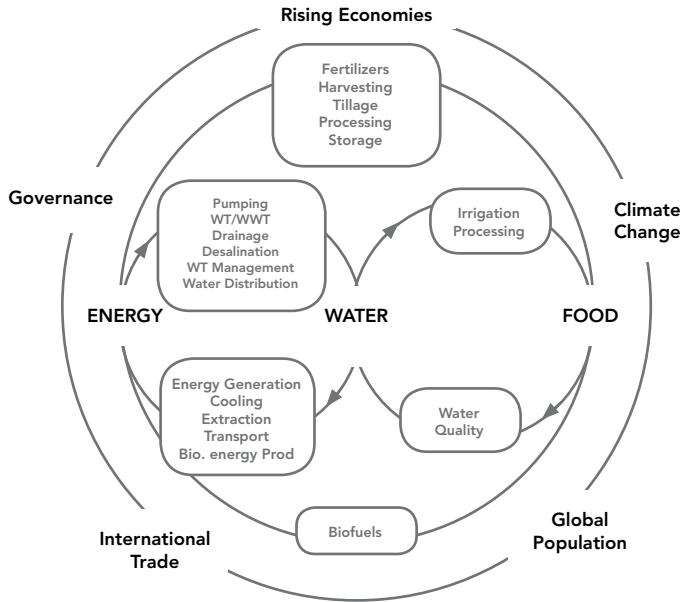 Rising Economies
Fertilizers
Harvesting
Tillage
Processing
Storage
Governance
Climate
Change
Pumping
WT/WWT
Drainage
Desalination
WT Management
Water Distribution
Irrigation
Processing
ENERGY
WATER
FOOD
Energy Generation
Cooling
Extraction
Transport
Bio. energy Prod
Water
Quality
Biofuels
International
Trade
Global
Population